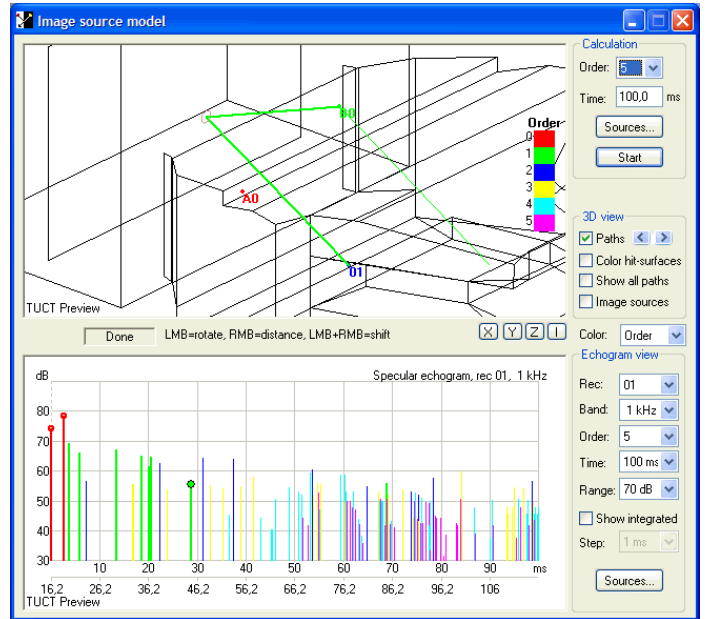 Image source model
Calculation
Order: 5
Time: 100,0 ms
Sources...
Start
Order
0
1
2
3
4
5
A0
01
TUCT Preview
3D view
Paths
Color hit-surfaces
Show all paths
Image sources
Done LMB=rotate, RMB=distance, LMB+RMB=shift X Y Z I
Color: Order
Echogram view
Rec: 01
Band: 1 kHz
Order: 5
Time: 100 ms
Range: 70 dB
Show integrated
Step: 1 ms
Sources...
dB Specular echogram, rec 01, 1 kHz
80
70
60
50
40
30
10 20 30 40 50 60 70 80 90 ms
16,2 26,2 36,2 46,2 56,2 66,2 76,2 86,2 96,2 106
TUCT Preview